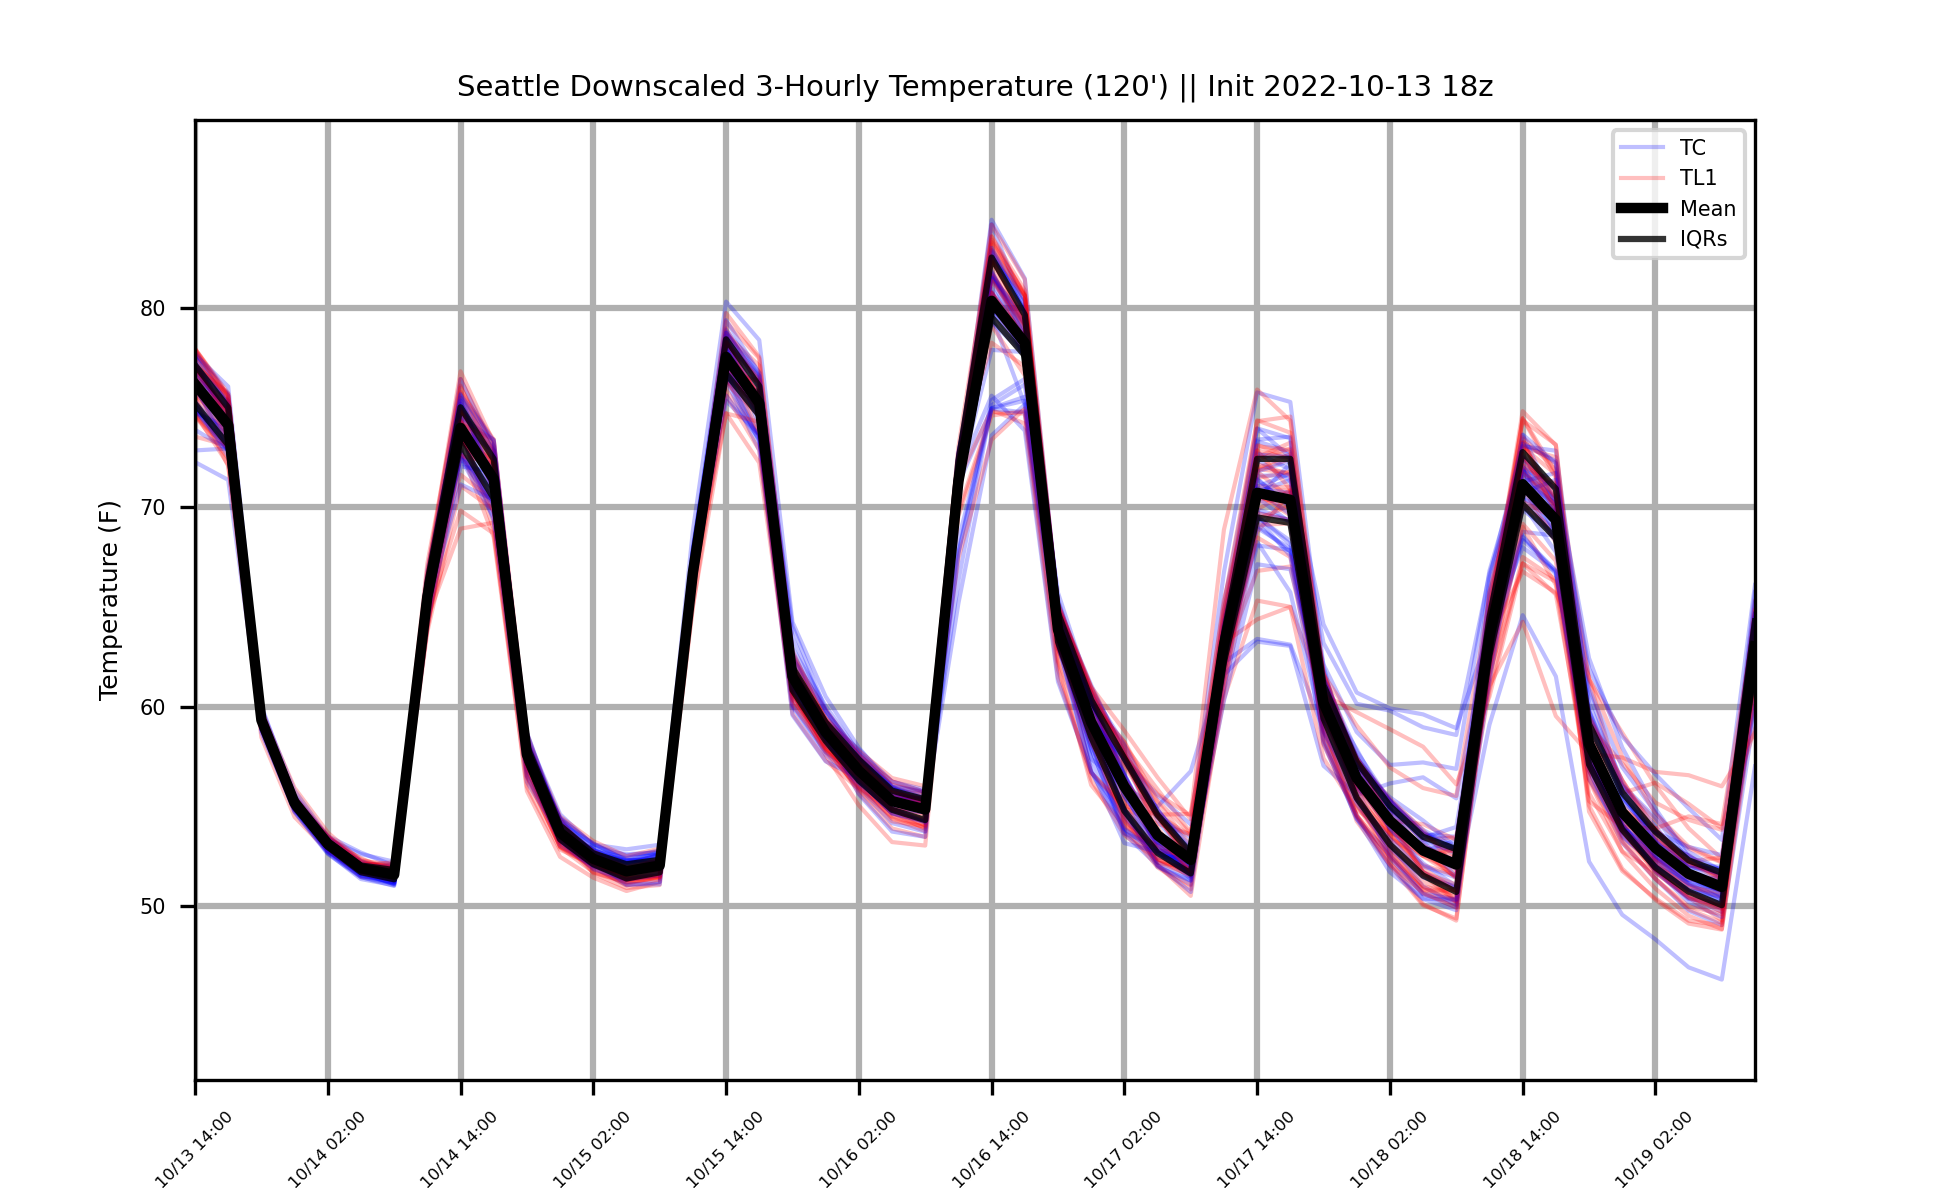 Seattle Downscaled 3-Hourly Temperature (120') || Init 2022-10-13 18z
TC
TL1
Mean
IQRs
Temperature (F)
80
70
60
50
10/13 14:00
10/14 02:00
10/14 14:00
10/15 02:00
10/15 14:00
10/16 02:00
10/16 14:00
10/17 02:00
10/17 14:00
10/18 02:00
10/18 14:00
10/19 02:00